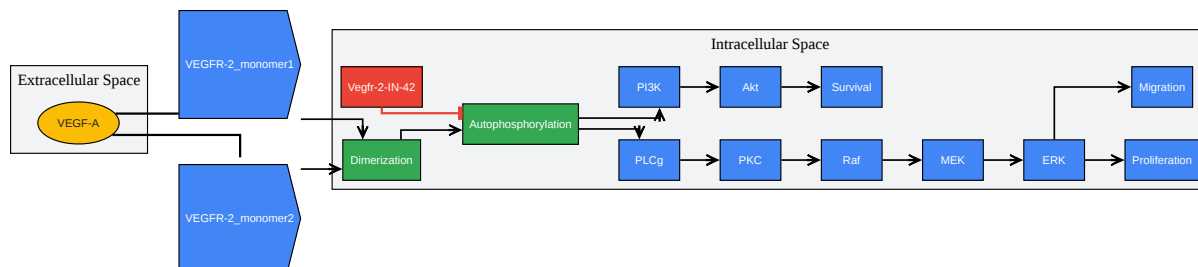 Extracellular Space
VEGF-A
VEGFR-2_monomer1
VEGFR-2_monomer2
Intracellular Space
Vegfr-2-IN-42
Dimerization
Autophosphorylation
PI3K
Akt
Survival
PLCg
PKC
Raf
MEK
ERK
Migration
Proliferation